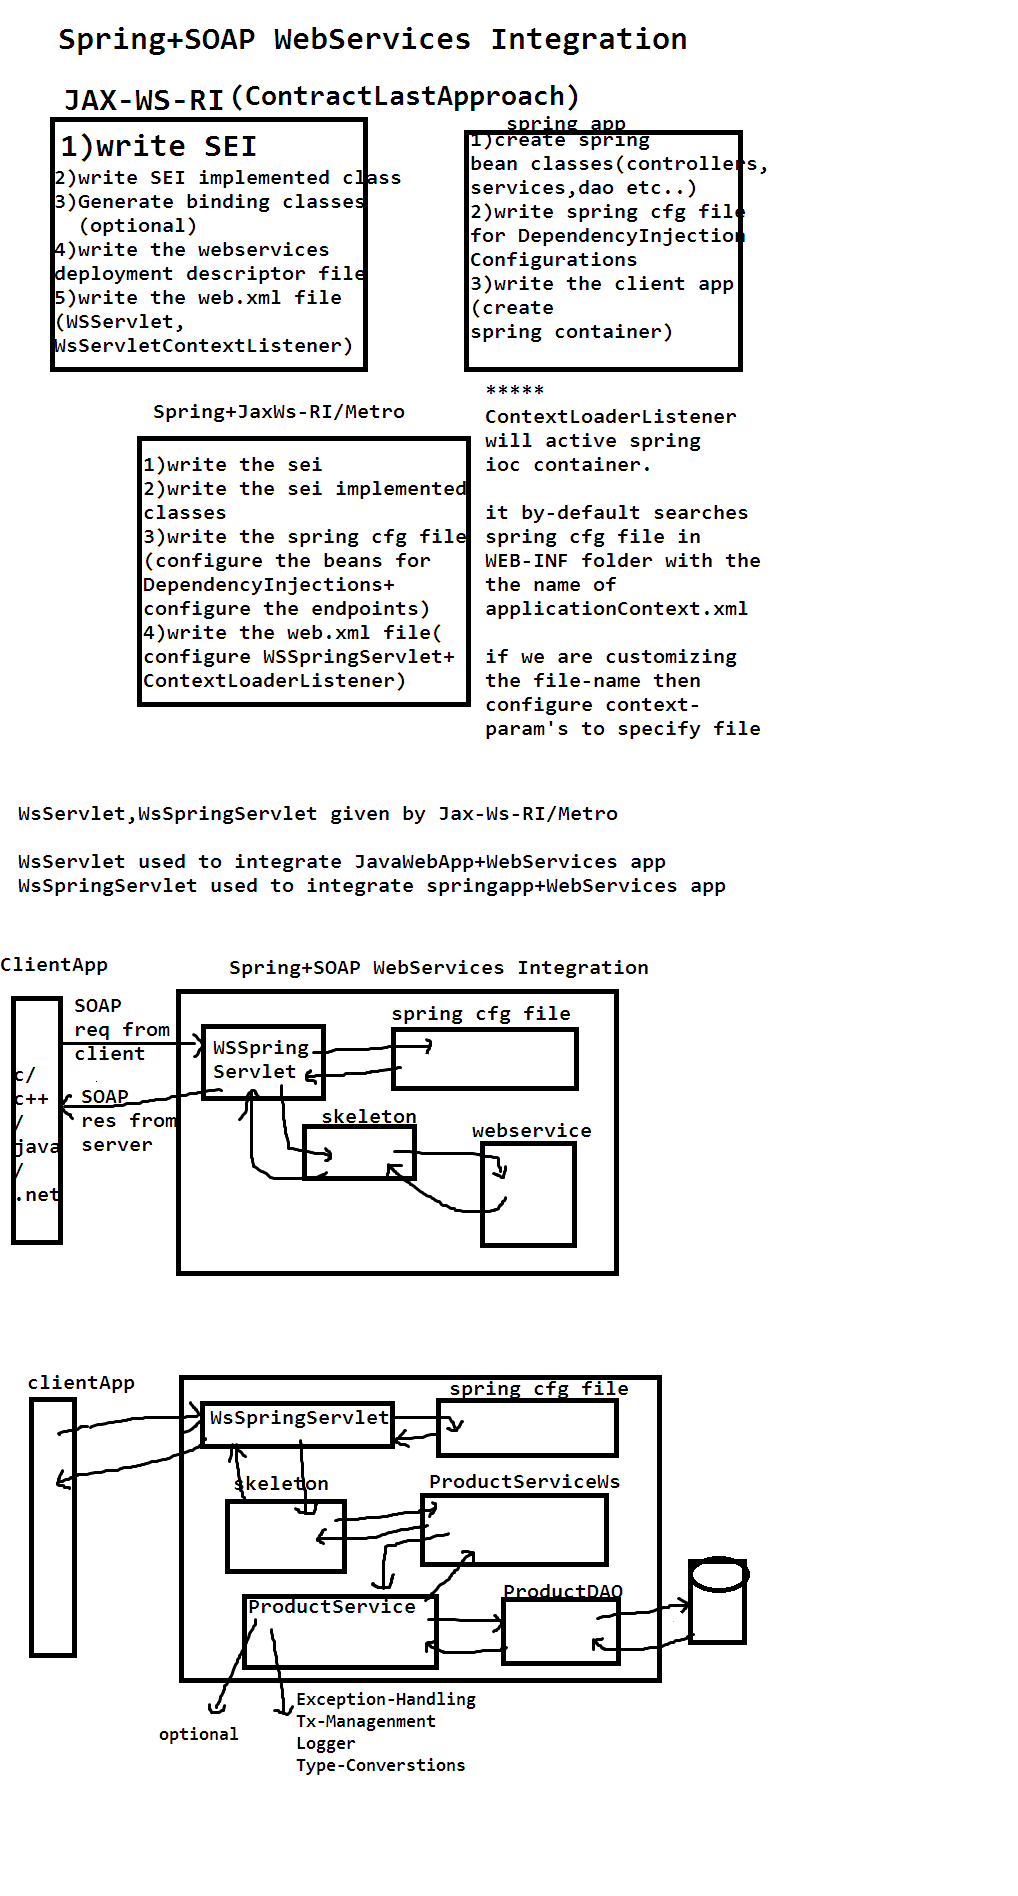 Spring+SOAP WebServices Integration
JAX-WS-RI(ContractLastApproach)
1)write SEI
2)write SEI implemented class
3)Generate binding classes
(optional)
4)write the webservices
deployment descriptor file
5)write the web.xml file
(WSServlet,
WsServletContextListener)
spring app
1)create spring
bean classes(controllers,
services,dao etc..)
2)write spring cfg file
for DependencyInjection
Configurations
3)write the client app
(create
spring container)
Spring+JaxWs-RI/Metro
1)write the sei
2)write the sei implemented
classes
3)write the spring cfg file
(configure the beans for
DependencyInjections+
configure the endpoints)
4)write the web.xml file(
configure WSSpringServlet+
ContextLoaderListener)
*****
ContextLoaderListener
will active spring
ioc container.
it by-default searches
spring cfg file in
WEB-INF folder with the
the name of
applicationContext.xml
if we are customizing
the file-name then
configure context-
param's to specify file
WsServlet,WsSpringServlet given by Jax-Ws-RI/Metro
WsServlet used to integrate JavaWebApp+WebServices app
WsSpringServlet used to integrate springapp+WebServices app
ClientApp
Spring+SOAP WebServices Integration
SOAP
req from
client
c/
c++
/
java
/
.net
SOAP
res from
server
WSSpring
Servlet
spring cfg file
skeleton
webservice
clientApp
spring cfg file
WsSpringServlet
skeleton
ProductServiceWs
ProductService
ProductDAO
optional
Exception-Handling
Tx-Managenment
Logger
Type-Converstions